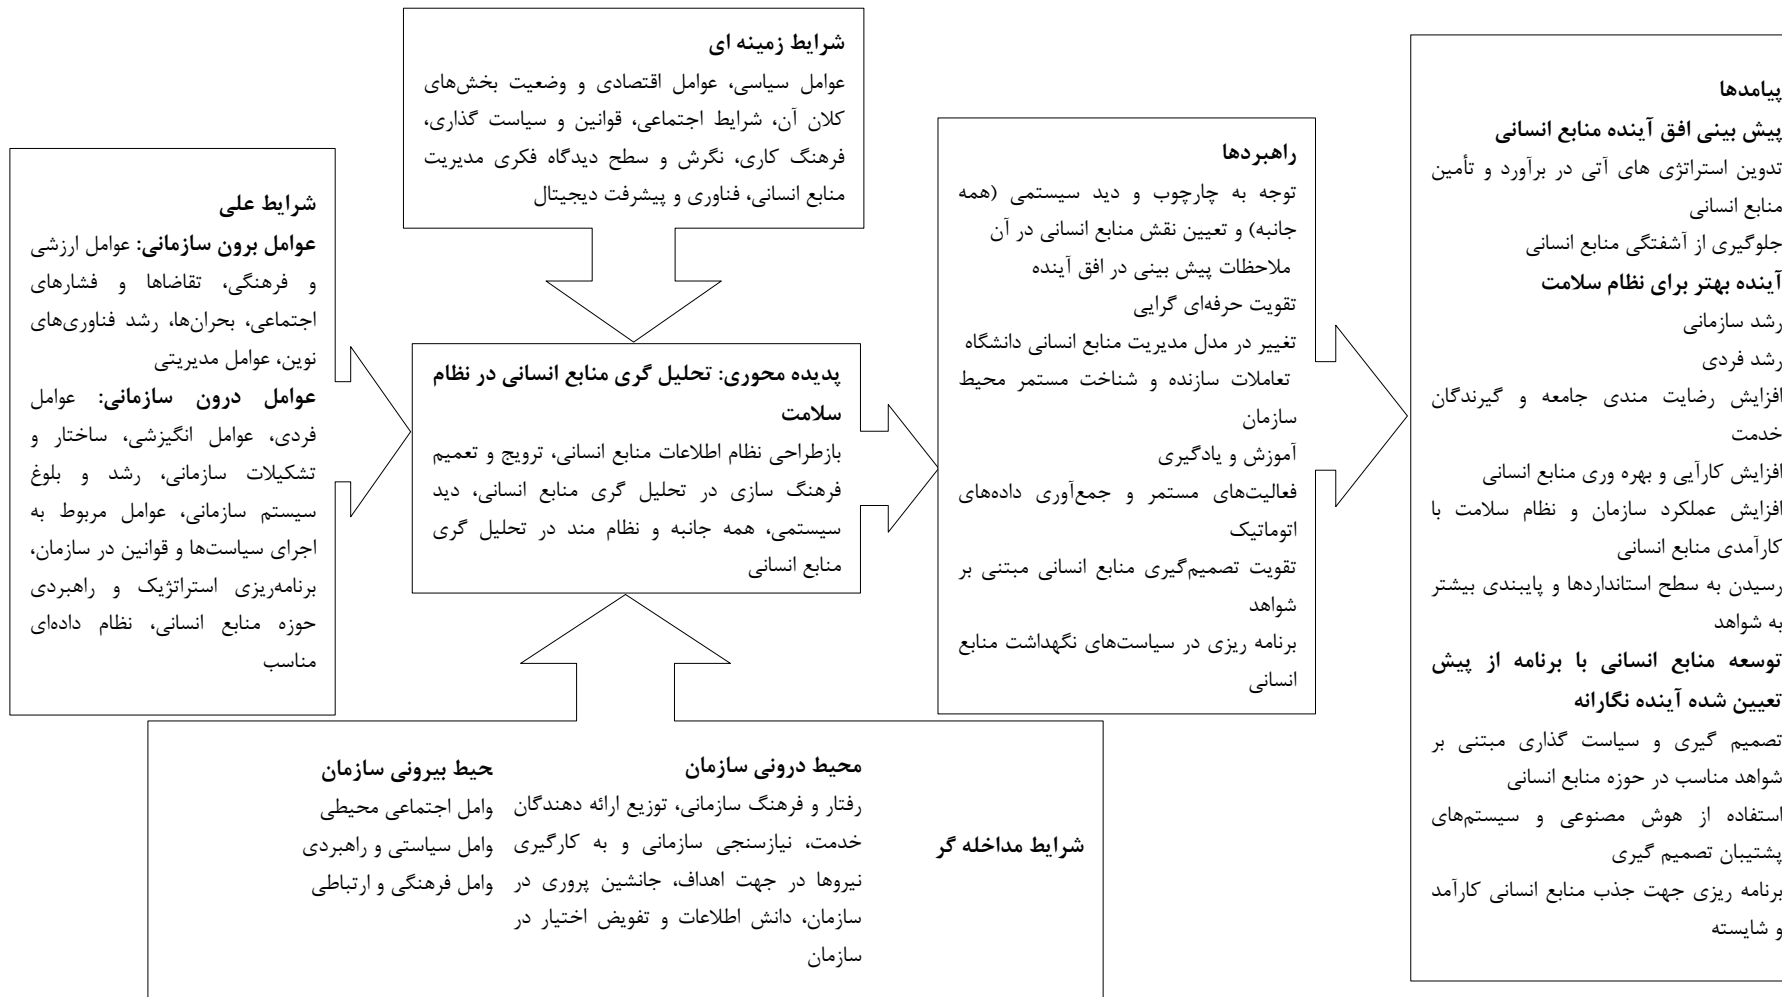 شرایط زمینه ای
عوامل سیاسی، عوامل اقتصادی و وضعیت بخش‌های
کلان آن، شرایط اجتماعی، قوانین و سیاست گذاری،
فرهنگ کاری، نگرش و سطح دیدگاه فکری مدیریت
منابع انسانی، فناوری و پیشرفت دیجیتال
شرایط علی
عوامل برون سازمانی: عوامل ارزشی
و فرهنگی، تقاضاها و فشارهای
اجتماعی، بحران‌ها، رشد فناوری‌های
نوین، عوامل مدیریتی
عوامل درون سازمانی: عوامل
فردی، عوامل انگیزشی، ساختار و
تشکیلات سازمانی، رشد و بلوغ
سیستم سازمانی، عوامل مربوط به
اجرای سیاست‌ها و قوانین در سازمان،
برنامه‌ریزی استراتژیک و راهبردی
حوزه منابع انسانی، نظام داده‌ای
مناسب
پدیده محوری: تحلیل گری منابع انسانی در نظام
سلامت
بازطراحی نظام اطلاعات منابع انسانی، ترویج و تعمیم
فرهنگ سازی در تحلیل گری منابع انسانی، دید
سیستمی، همه جانبه و نظام مند در تحلیل گری
منابع انسانی
شرایط مداخله گر
محیط درونی سازمان
رفتار و فرهنگ سازمانی، توزیع ارائه دهندگان
خدمت، نیازسنجی سازمانی و به کارگیری
نیروها در جهت اهداف، جانشین پروری در
سازمان، دانش اطلاعات و تفویض اختیار در
سازمان
حیط بیرونی سازمان
وامل اجتماعی محیطی
وامل سیاستی و راهبردی
وامل فرهنگی و ارتباطی
راهبردها
توجه به چارچوب و دید سیستمی (همه
جانبه) و تعیین نقش منابع انسانی در آن
ملاحظات پیش بینی در افق آینده
تقویت حرفه‌ای گرایی
تغییر در مدل مدیریت منابع انسانی دانشگاه
تعاملات سازنده و شناخت مستمر محیط
سازمان
آموزش و یادگیری
فعالیت‌های مستمر و جمع‌آوری داده‌های
اتوماتیک
تقویت تصمیم‌گیری منابع انسانی مبتنی بر
شواهد
برنامه ریزی در سیاست‌های نگهداشت منابع
انسانی
پیامدها
پیش بینی افق آینده منابع انسانی
تدوین استراتژی های آتی در برآورد و تأمین
منابع انسانی
جلوگیری از آشفتگی منابع انسانی
آینده بهتر برای نظام سلامت
رشد سازمانی
رشد فردی
افزایش رضایت مندی جامعه و گیرندگان
خدمت
افزایش کارآیی و بهره وری منابع انسانی
افزایش عملکرد سازمان و نظام سلامت با
کارآمدی منابع انسانی
رسیدن به سطح استانداردها و پایبندی بیشتر
به شواهد
توسعه منابع انسانی با برنامه از پیش
تعیین شده آینده نگارانه
تصمیم گیری و سیاست گذاری مبتنی بر
شواهد مناسب در حوزه منابع انسانی
استفاده از هوش مصنوعی و سیستم‌های
پشتیبان تصمیم گیری
برنامه ریزی جهت جذب منابع انسانی کارآمد
و شایسته